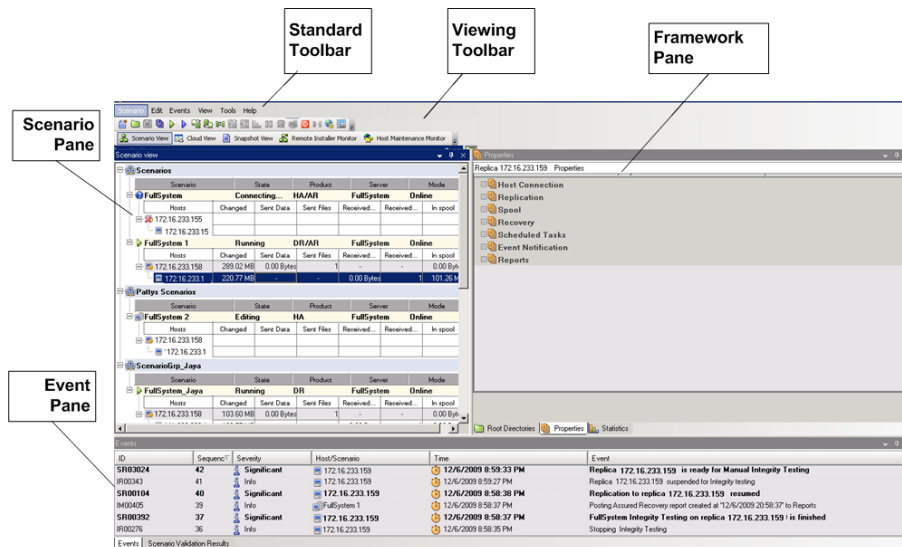 Standard
Toolbar
Viewing
Toolbar
Framework
Pane
Scenario
Pane
Event
Pane
Scenario Edit Events View Tools Help
Scenario View Cloud View Snapshot View Remote Installer Monitor Host Maintenance Monitor
Scenario view
Scenarios
Scenario State Product Server Mode
FullSystem Connecting... HA/AR FullSystem Online
Hosts Changed Sent Data Sent Files Received... Received... In spool
172.16.233.155
172.16.233.15
FullSystem 1 Running DR/AR FullSystem Online
Hosts Changed Sent Data Sent Files Received... Received... In spool
172.16.233.158 289.02 MB 0.00 Bytes 1 - - 0.00 Byt
172.16.233.1 220.77 MB - - 0.00 Bytes 1 101.26 M
Pattys Scenarios
Scenario State Product Server Mode
FullSystem 2 Editing HA FullSystem Online
Hosts Changed Sent Data Sent Files Received... Received... In spool
172.16.233.158
172.16.233.1
ScenarioGrp_Jaya
Scenario State Product Server Mode
FullSystem_Jaya Running DR FullSystem Online
Hosts Changed Sent Data Sent Files Received... Received... In spool
172.16.233.158 103.60 MB 0.00 Bytes 1 - - 0.00 Byt
Properties
Replica 172.16.233.159 Properties
Host Connection
Replication
Spool
Recovery
Scheduled Tasks
Event Notification
Reports
Root Directories Properties Statistics
Events
ID Sequenc Severity Host/Scenario Time Event
SR03024 42 Significant 172.16.233.159 12/6/2009 8:59:33 PM Replica 172.16.233.159 is ready for Manual Integrity Testing
IR00343 41 Info 172.16.233.159 12/6/2009 8:59:27 PM Replica 172.16.233.159 suspended for Integrity testing
SR00104 40 Significant 172.16.233.159 12/6/2009 8:58:38 PM Replication to replica 172.16.233.159 resumed
IM00405 39 Info FullSystem 1 12/6/2009 8:58:37 PM Posting Assured Recovery report created at "12/6/2009 20:58:37" to Reports
SR00392 37 Significant 172.16.233.159 12/6/2009 8:58:37 PM FullSystem Integrity Testing on replica 172.16.233.159 is finished
IR00276 36 Info 172.16.233.159 12/6/2009 8:58:35 PM Stopping Integrity Testing
Events Scenario Validation Results